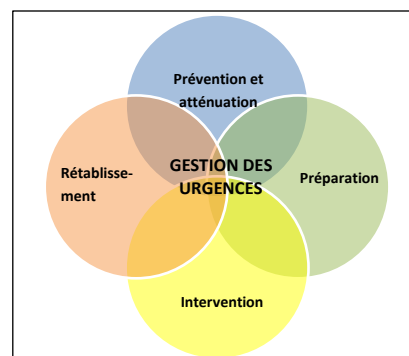 Prévention et
atténuation
Rétablisse-
ment
GESTION DES
URGENCES
Préparation
Intervention